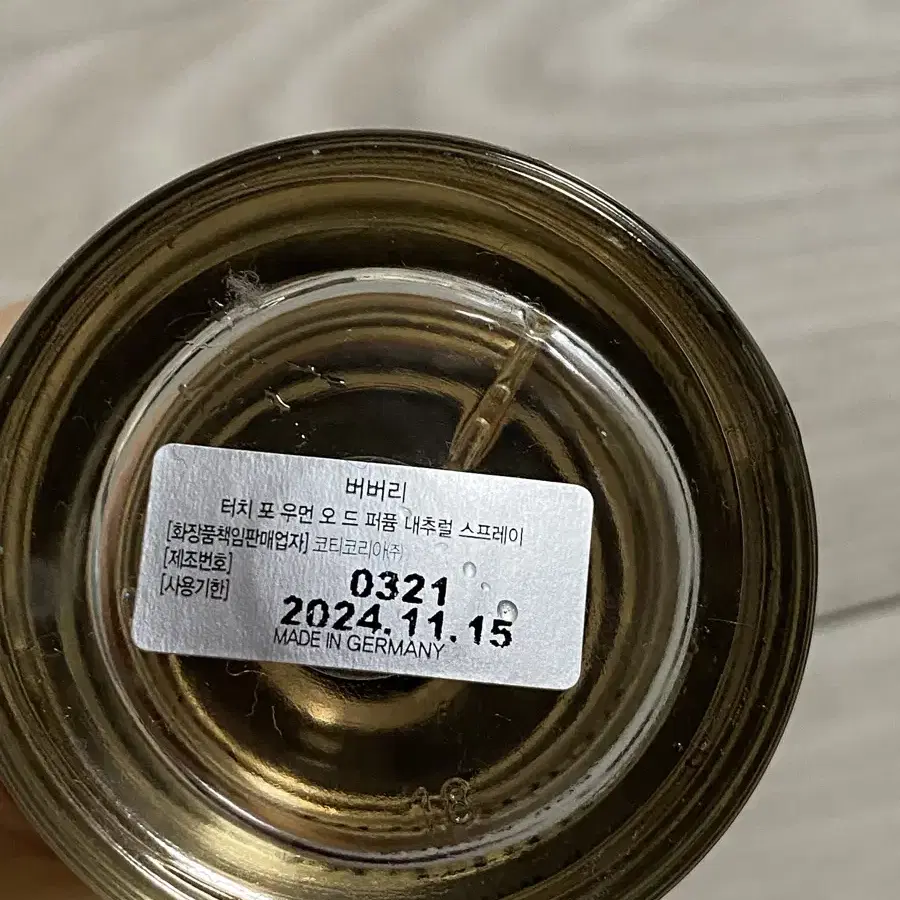 버버리
터치 포 우먼 오 드 퍼퓸 내추럴 스프레이
[화장품책임판매업자] 코티코리아(주)
[제조번호] 0321
[사용기한] 2024.11.15
MADE IN GERMANY
18